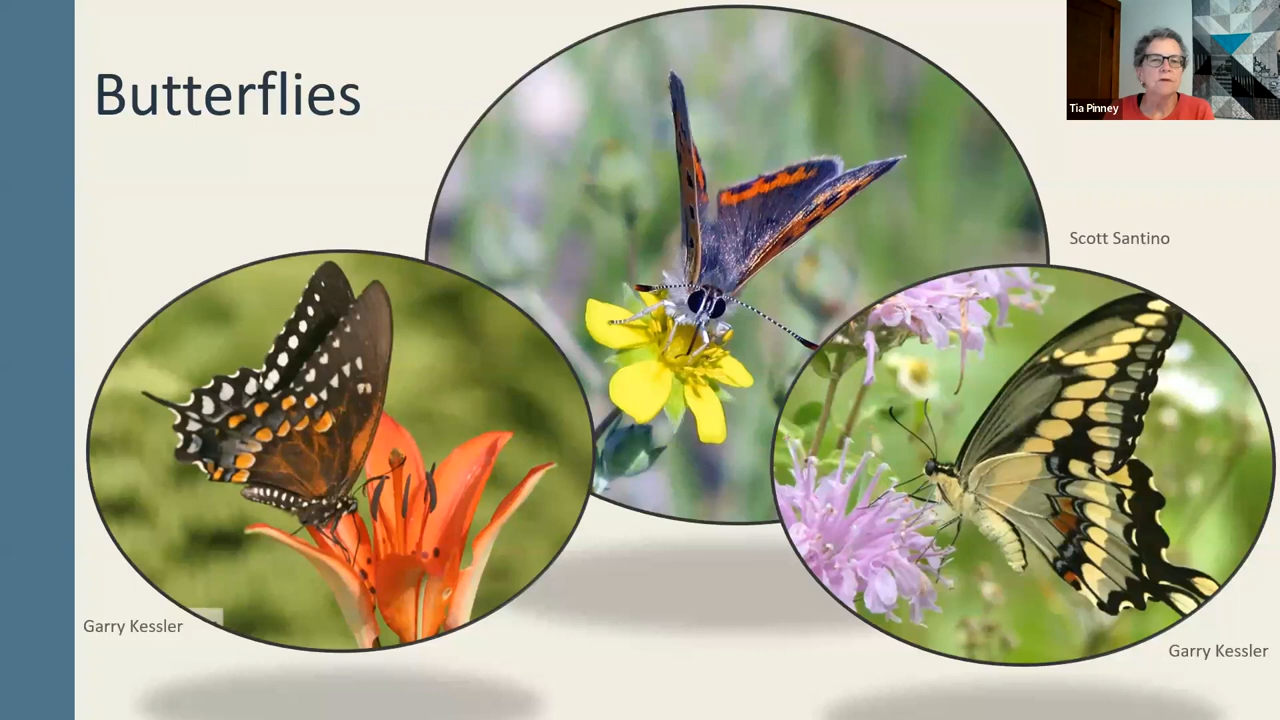 Butterflies
Tia Pinney
Scott Santino
Garry Kessler
Garry Kessler